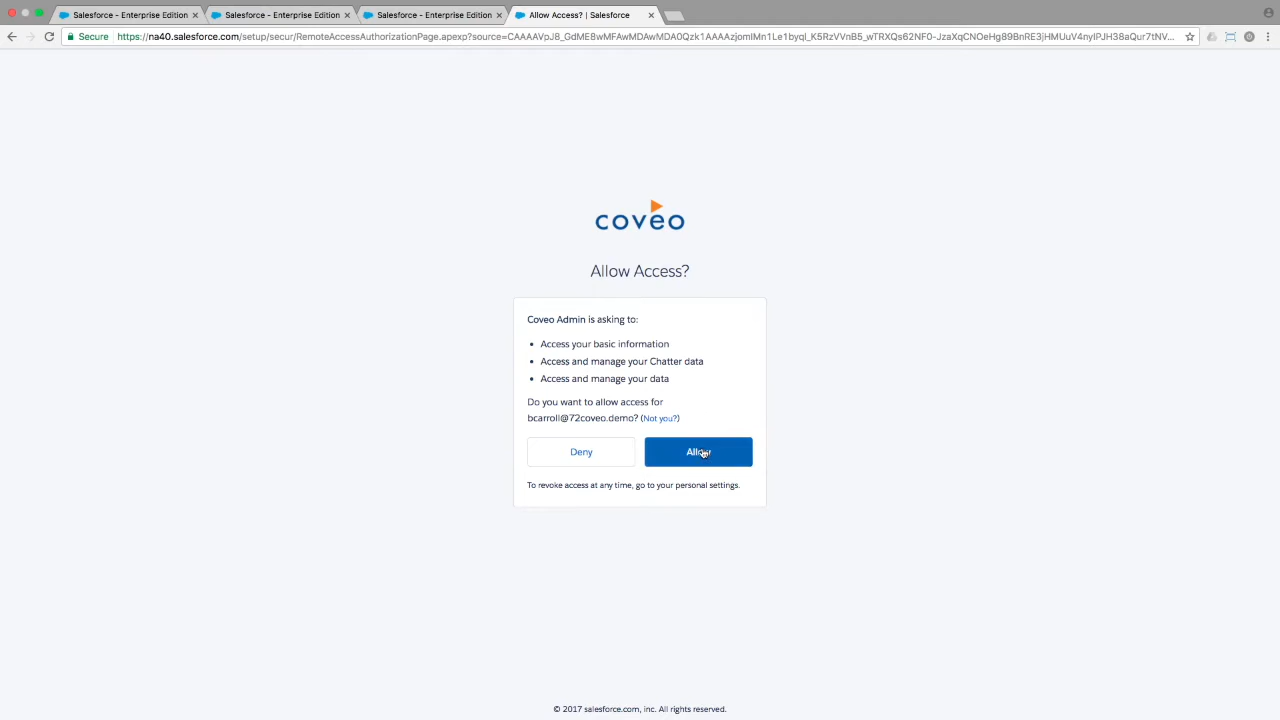 Salesforce - Enterprise Edition
Salesforce - Enterprise Edition
Salesforce - Enterprise Edition
Allow Access? | Salesforce
Secure
coveo
Allow Access?
Coveo Admin is asking to:
Access your basic information
Access and manage your Chatter data
Access and manage your data
Do you want to allow access for
bcarroll@72coveo.demo? (Not you?)
Deny
Allow
To revoke access at any time, go to your personal settings.
© 2017 salesforce.com, inc. All rights reserved.